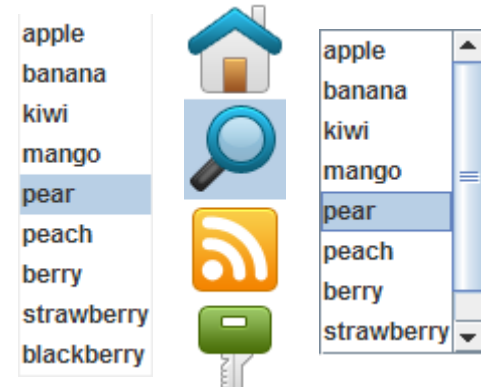 apple
banana
kiwi
mango
pear
peach
berry
strawberry
blackberry
apple
banana
kiwi
mango
pear
peach
berry
strawberry